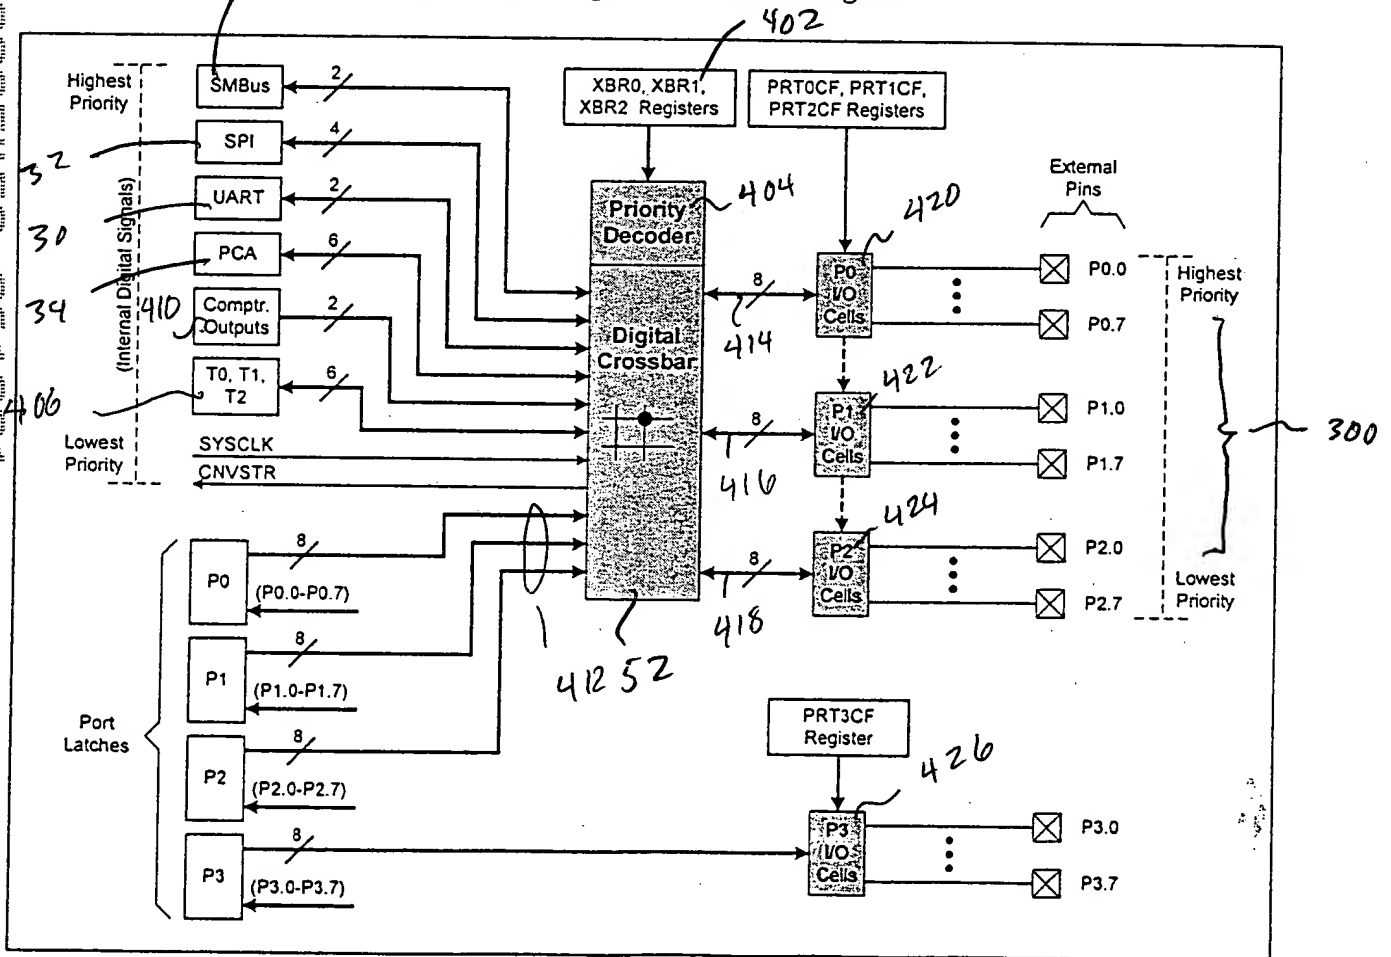 402
Highest
Priority
SMBus
2
XBR0, XBR1,
XBR2 Registers
PRT0CF, PRT1CF,
PRT2CF Registers
32
SPI
4
External
Pins
(Internal Digital Signals)
30
UART
2
Priority
Decoder
404
420
34
PCA
6
P0
I/O
Cells
P0.0
P0.7
Highest
Priority
410
Comptr.
Outputs
2
8
414
Digital
Crossbar
406
T0, T1,
T2
6
422
P1
I/O
Cells
P1.0
P1.7
300
Lowest
Priority
SYSCLK
CNVSTR
8
416
424
P2
I/O
Cells
P2.0
P2.7
Lowest
Priority
8
418
412
52
Port
Latches
P0
8
(P0.0-P0.7)
P1
8
(P1.0-P1.7)
P2
8
(P2.0-P2.7)
P3
8
(P3.0-P3.7)
PRT3CF
Register
426
P3
I/O
Cells
P3.0
P3.7